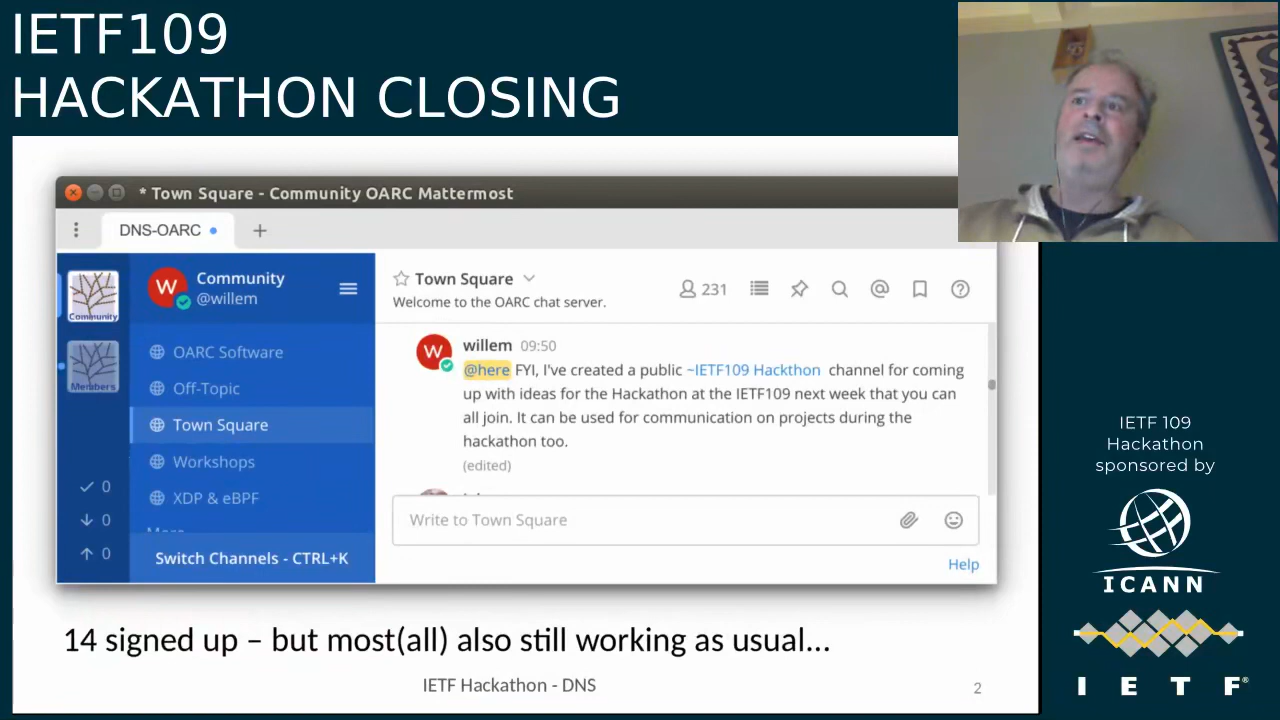 IETF109
HACKATHON CLOSING
* Town Square - Community OARC Mattermost
DNS-OARC
Community
Members
W
Community
@willem
OARC Software
Off-Topic
Town Square
Workshops
XDP & eBPF
0
0
0
Switch Channels - CTRL+K
Town Square
Welcome to the OARC chat server.
231
W
willem 09:50
@here FYI, I've created a public ~IETF109 Hackthon channel for coming
up with ideas for the Hackathon at the IETF109 next week that you can
all join. It can be used for communication on projects during the
hackathon too.
(edited)
Write to Town Square
Help
14 signed up – but most(all) also still working as usual...
IETF Hackathon - DNS
2
IETF 109
Hackathon
sponsored by
ICANN
IETF®